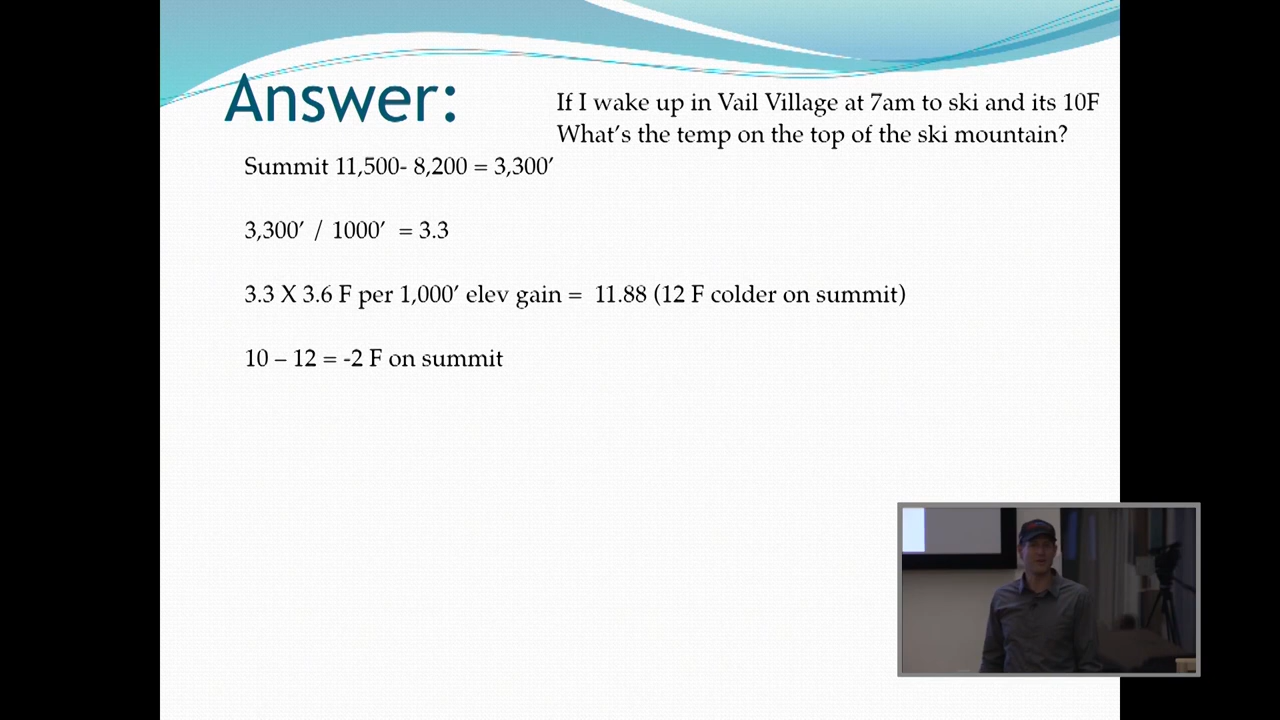 Answer:
If I wake up in Vail Village at 7am to ski and its 10F
What's the temp on the top of the ski mountain?
Summit 11,500- 8,200 = 3,300′
3,300′ / 1000′ = 3.3
3.3 X 3.6 F per 1,000′ elev gain = 11.88 (12 F colder on summit)
10 – 12 = -2 F on summit